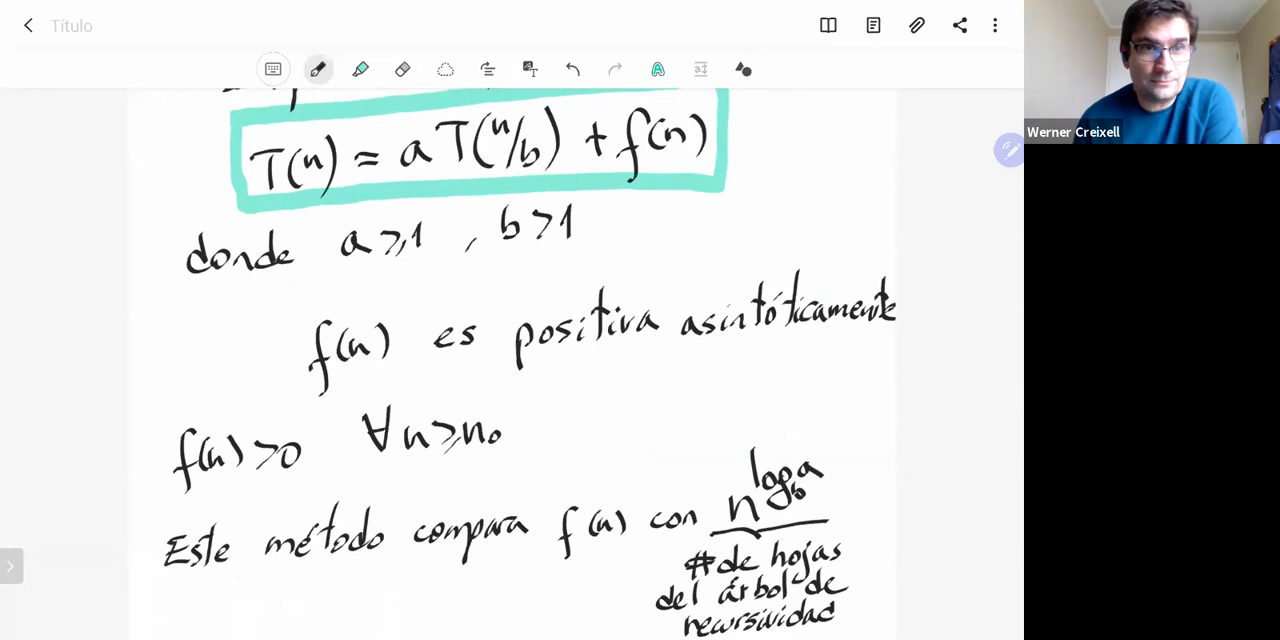 Título
Werner Creixell
T(n) = a T(n/b) + f(n)
donde a ≥ 1 , b > 1
f(n) es positiva asintóticamente
f(n) > 0 ∀ n ≥ n₀
Este método compara f(n) con n^log_b a
# de hojas
del árbol de
recursividad